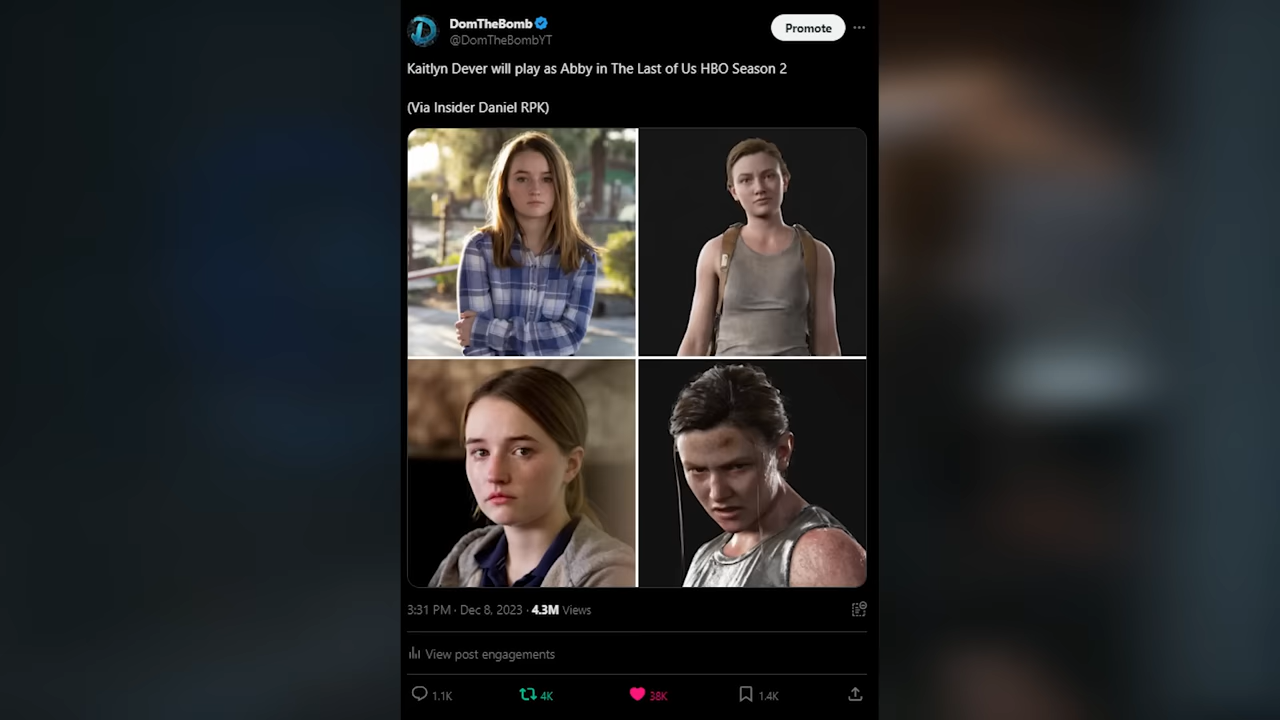 DomTheBomb
Promote
@DomTheBombYT
Kaitlyn Dever will play as Abby in The Last of Us HBO Season 2
(Via Insider Daniel RPK)
3:31 PM · Dec 8, 2023 · 4.3M Views
View post engagements
1.1K 4K 38K 1.4K